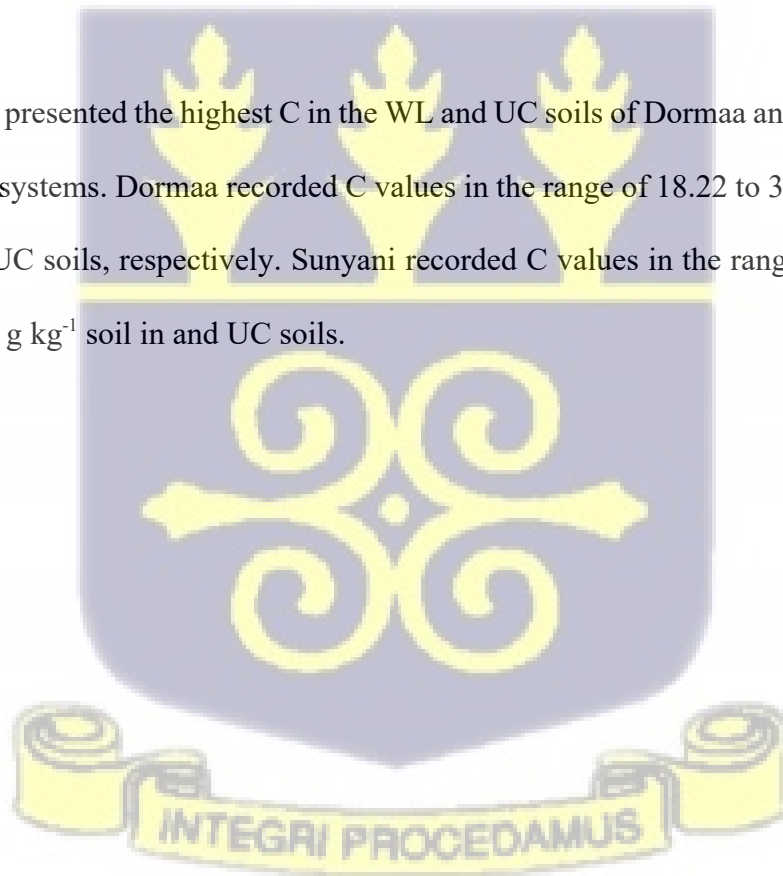 presented the highest C in the WL and UC soils of Dormaa an
systems. Dormaa recorded C values in the range of 18.22 to 3
UC soils, respectively. Sunyani recorded C values in the rang
g kg⁻¹ soil in and UC soils.
INTEGRI PROCEDAMUS